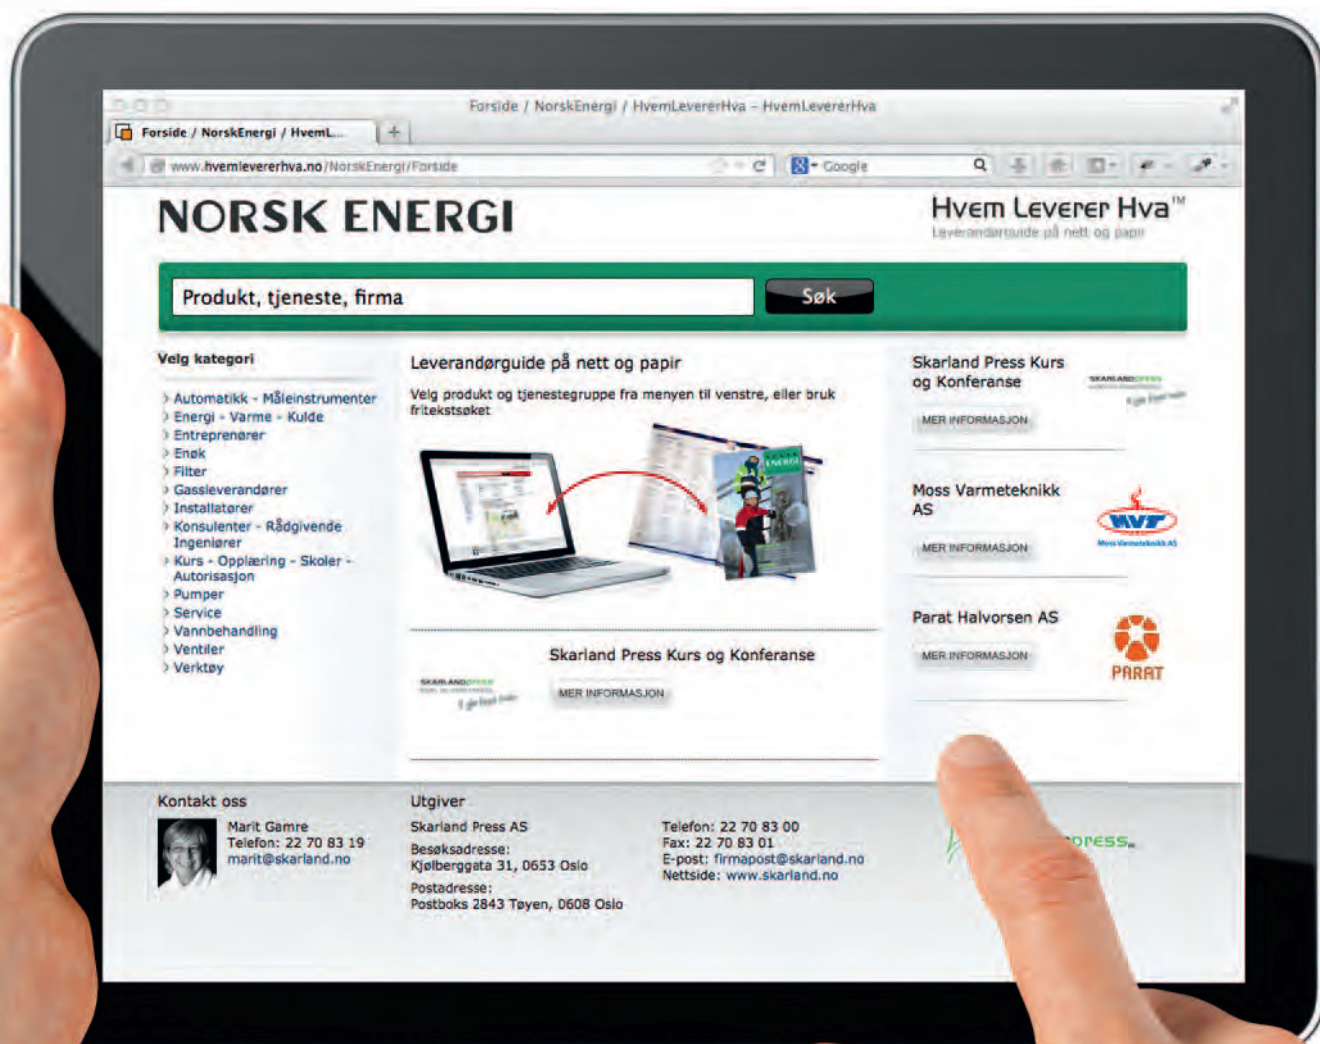 Forside / NorskEnergi / HvemLevererHva – HvemLevererHva
Forside / NorskEnergi / HvemL...
www.hvemlevererhva.no/NorskEnergi/Forside
Google
NORSK ENERGI
Hvem Leverer Hva™
Leverandørguide på nett og papir
Produkt, tjeneste, firma
Søk
Velg kategori
Automatikk - Måleinstrumenter
Energi - Varme - Kulde
Entreprenører
Enøk
Filter
Gassleverandører
Installatører
Konsulenter - Rådgivende
Ingeniører
Kurs - Opplæring - Skoler -
Autorisasjon
Pumper
Service
Vannbehandling
Ventiler
Verktøy
Leverandørguide på nett og papir
Velg produkt og tjenestegruppe fra menyen til venstre, eller bruk
fritekstsøket
ENERGI
Skarland Press Kurs og Konferanse
SKARLANDPRESS
MER INFORMASJON
Skarland Press Kurs
og Konferanse
SKARLANDPRESS
MER INFORMASJON
Moss Varmeteknikk
AS
MVT
Moss Varmeteknikk AS
MER INFORMASJON
Parat Halvorsen AS
MER INFORMASJON
PARAT
Kontakt oss
Marit Gamre
Telefon: 22 70 83 19
marit@skarland.no
Utgiver
Skarland Press AS
Besøksadresse:
Kjølberggata 31, 0653 Oslo
Postadresse:
Postboks 2843 Tøyen, 0608 Oslo
Telefon: 22 70 83 00
Fax: 22 70 83 01
E-post: firmapost@skarland.no
Nettside: www.skarland.no
press